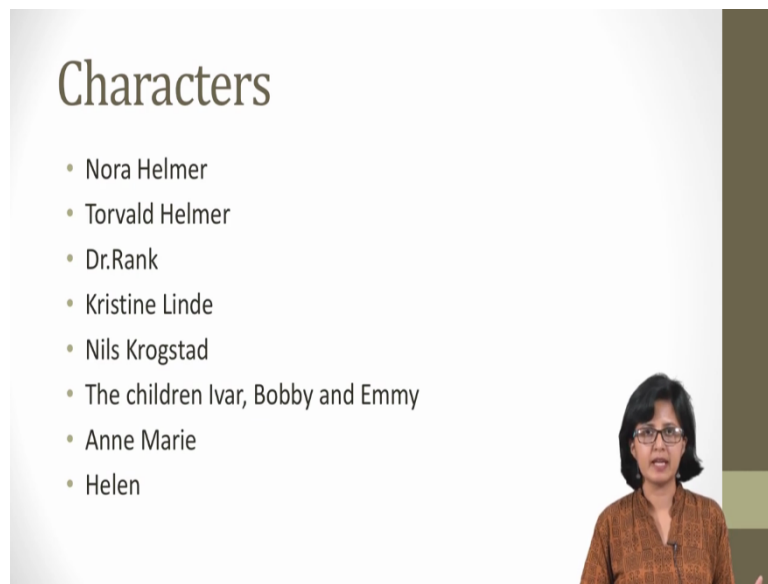 Characters
• Nora Helmer
• Torvald Helmer
• Dr.Rank
• Kristine Linde
• Nils Krogstad
• The children Ivar, Bobby and Emmy
• Anne Marie
• Helen